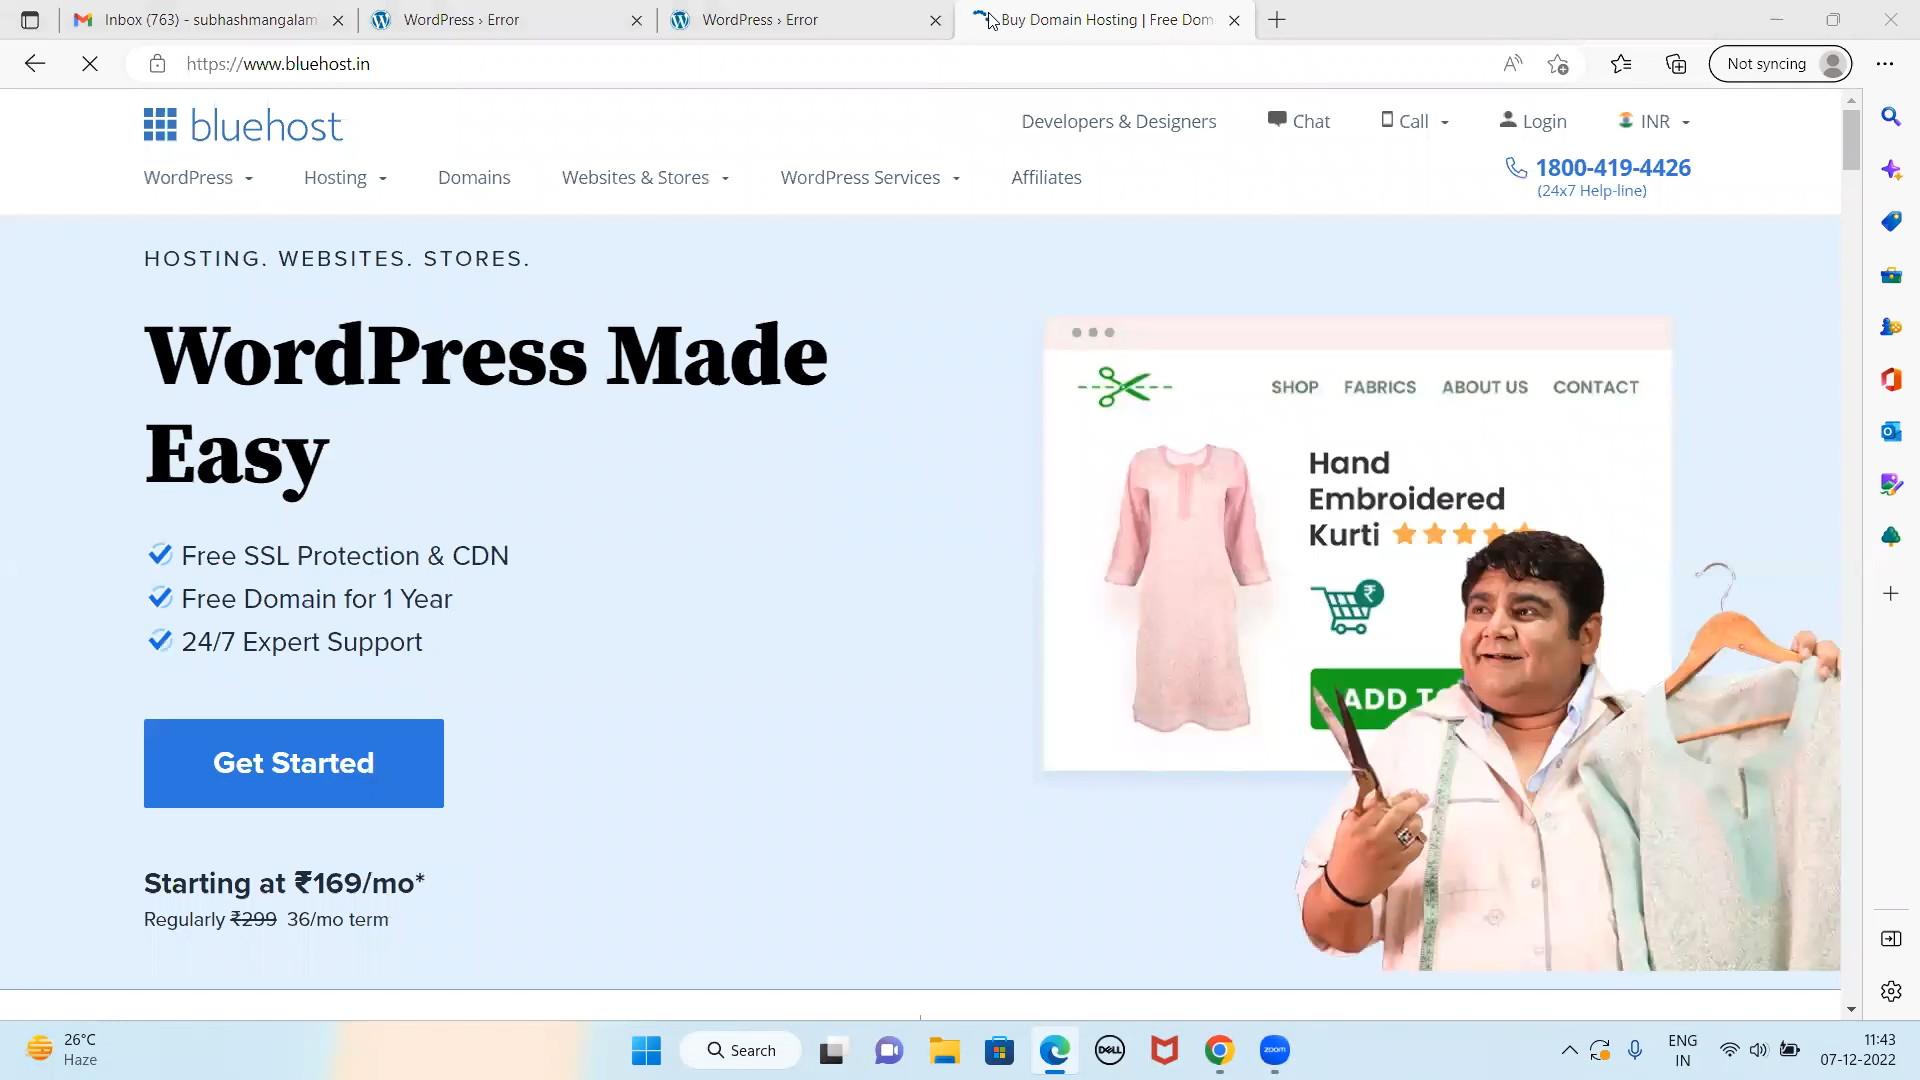 Inbox (763) - subhashmangalam
WordPress › Error
WordPress › Error
Buy Domain Hosting | Free Dom
https://www.bluehost.in
Not syncing
bluehost
Developers & Designers
Chat
Call
Login
INR
WordPress
Hosting
Domains
Websites & Stores
WordPress Services
Affiliates
1800-419-4426
(24x7 Help-line)
HOSTING. WEBSITES. STORES.
WordPress Made
Easy
Free SSL Protection & CDN
Free Domain for 1 Year
24/7 Expert Support
Get Started
Starting at ₹169/mo*
Regularly ₹299 36/mo term
SHOP FABRICS ABOUT US CONTACT
Hand
Embroidered
Kurti
₹
ADD TO
26°C
Haze
Search
DELL
zoom
ENG
IN
11:43
07-12-2022